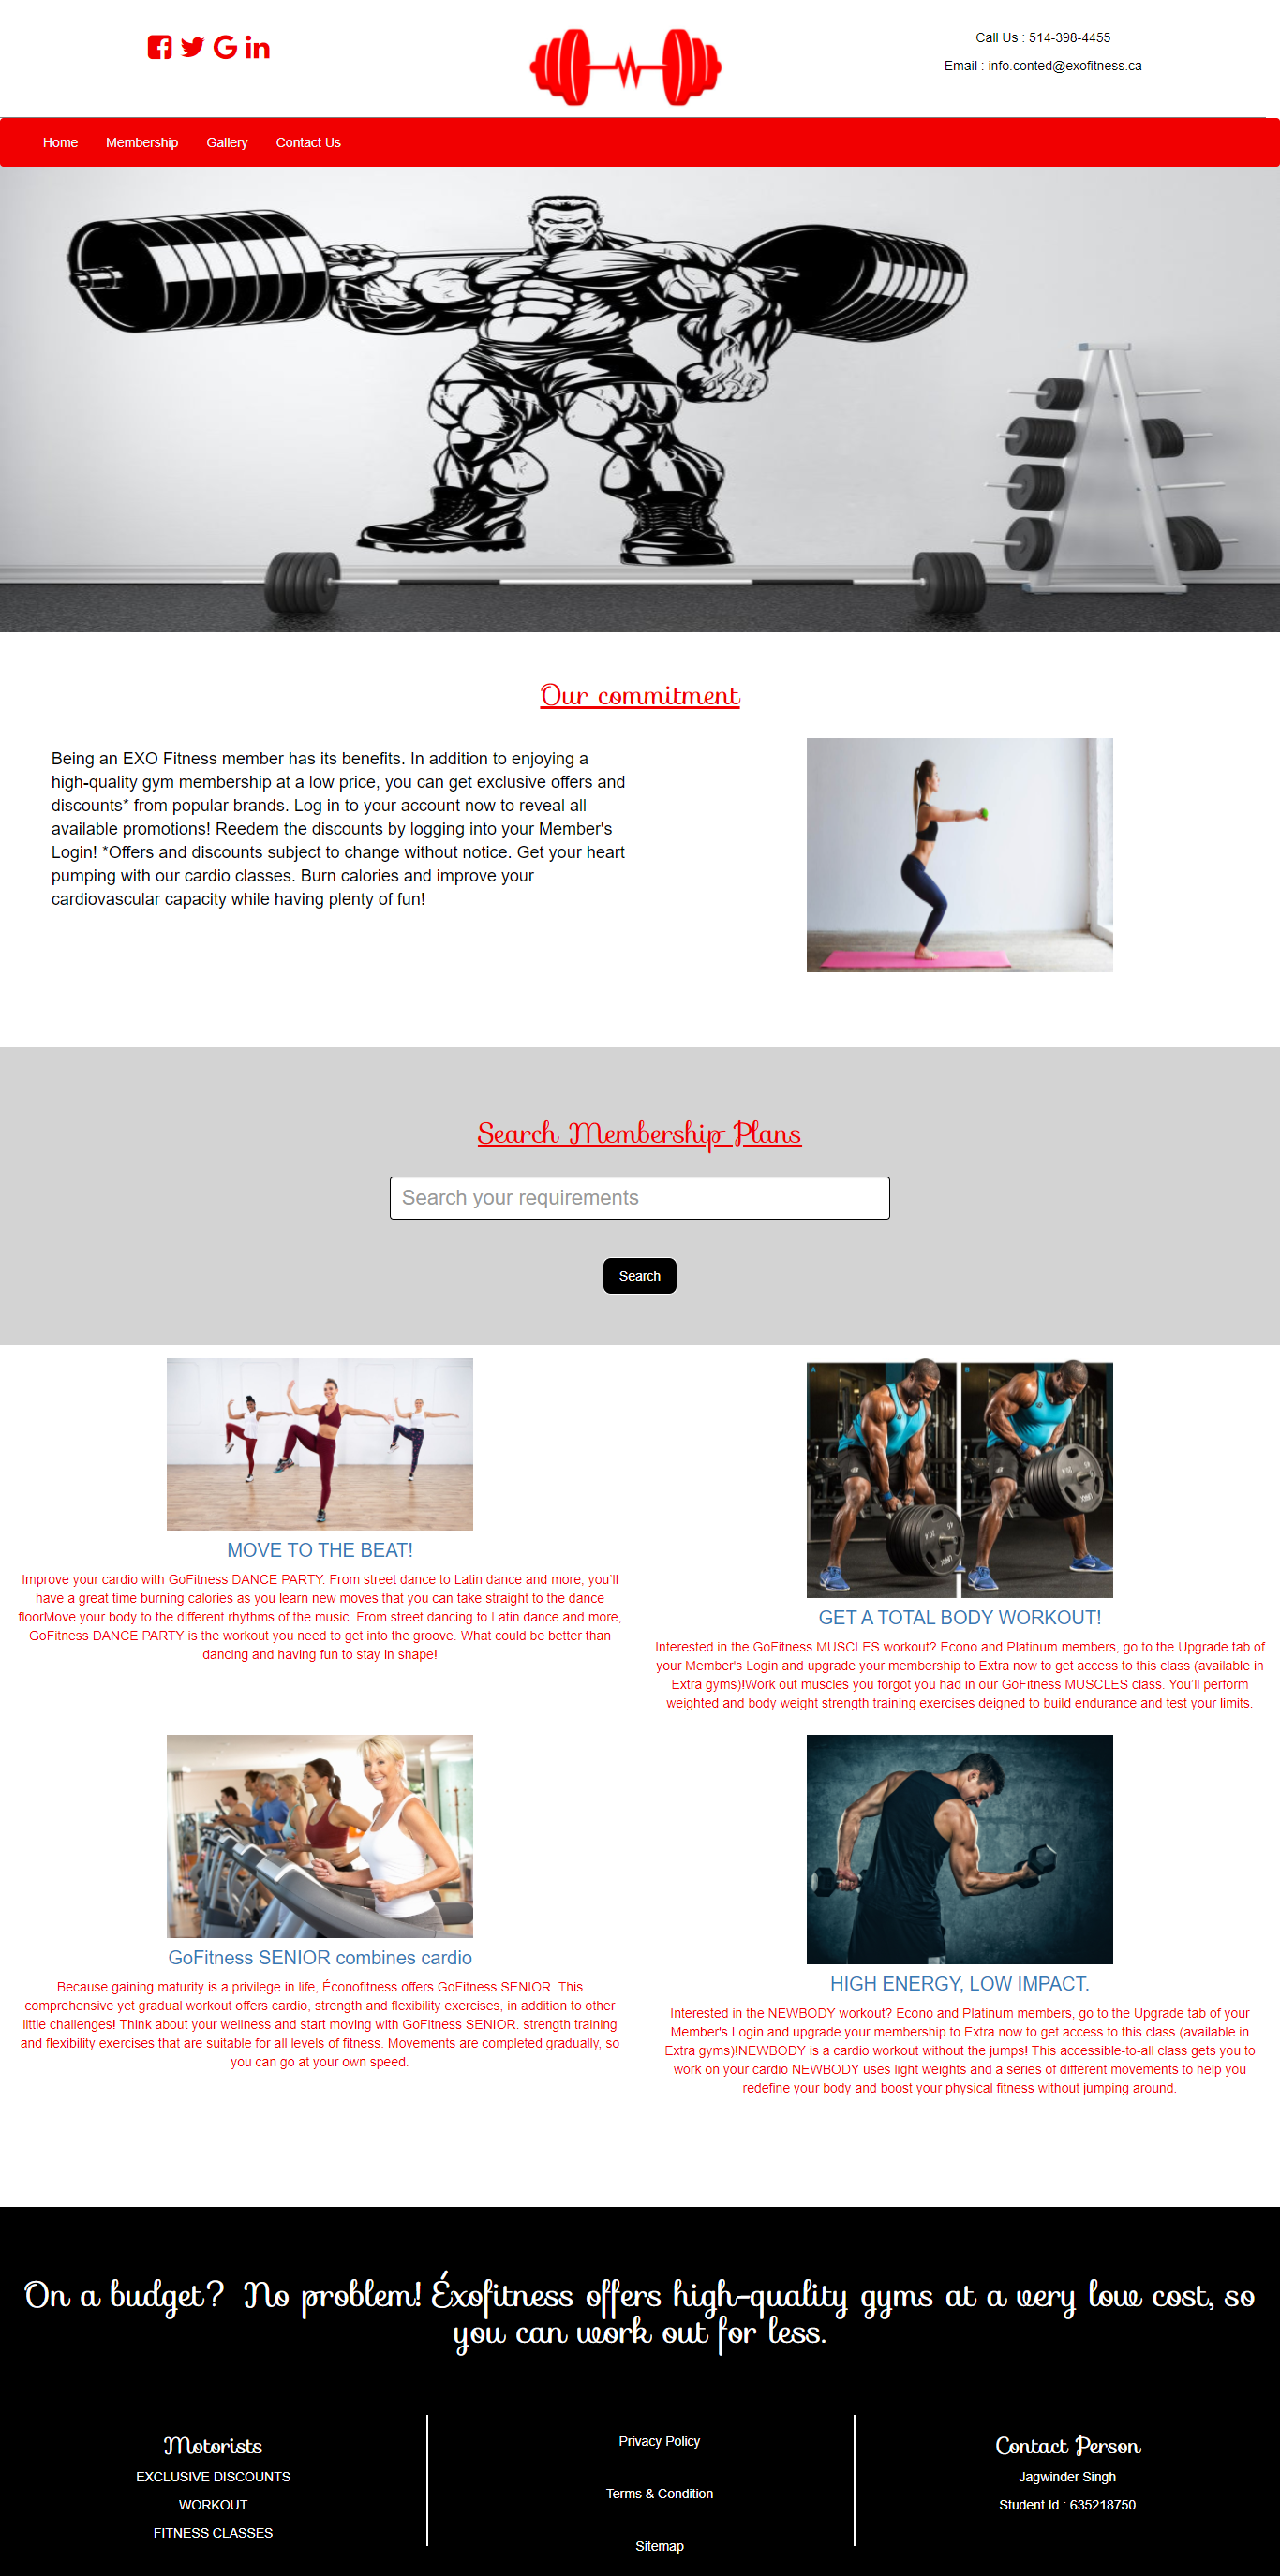 Call Us : 514-398-4455
Email : info.conted@exofitness.ca
Home
Membership
Gallery
Contact Us
Our commitment
Being an EXO Fitness member has its benefits. In addition to enjoying a
high-quality gym membership at a low price, you can get exclusive offers and
discounts* from popular brands. Log in to your account now to reveal all
available promotions! Reedem the discounts by logging into your Member's
Login! *Offers and discounts subject to change without notice. Get your heart
pumping with our cardio classes. Burn calories and improve your
cardiovascular capacity while having plenty of fun!
Search Membership Plans
Search your requirements
Search
MOVE TO THE BEAT!
Improve your cardio with GoFitness DANCE PARTY. From street dance to Latin dance and more, you'll
have a great time burning calories as you learn new moves that you can take straight to the dance
floorMove your body to the different rhythms of the music. From street dancing to Latin dance and more,
GoFitness DANCE PARTY is the workout you need to get into the groove. What could be better than
dancing and having fun to stay in shape!
GET A TOTAL BODY WORKOUT!
Interested in the GoFitness MUSCLES workout? Econo and Platinum members, go to the Upgrade tab of
your Member's Login and upgrade your membership to Extra now to get access to this class (available in
Extra gyms)!Work out muscles you forgot you had in our GoFitness MUSCLES class. You'll perform
weighted and body weight strength training exercises deigned to build endurance and test your limits.
GoFitness SENIOR combines cardio
Because gaining maturity is a privilege in life, Éconofitness offers GoFitness SENIOR. This
comprehensive yet gradual workout offers cardio, strength and flexibility exercises, in addition to other
little challenges! Think about your wellness and start moving with GoFitness SENIOR. strength training
and flexibility exercises that are suitable for all levels of fitness. Movements are completed gradually, so
you can go at your own speed.
HIGH ENERGY, LOW IMPACT.
Interested in the NEWBODY workout? Econo and Platinum members, go to the Upgrade tab of your
Member's Login and upgrade your membership to Extra now to get access to this class (available in
Extra gyms)!NEWBODY is a cardio workout without the jumps! This accessible-to-all class gets you to
work on your cardio NEWBODY uses light weights and a series of different movements to help you
redefine your body and boost your physical fitness without jumping around.
On a budget? No problem! Éxofitness offers high-quality gyms at a very low cost, so
you can work out for less.
Motorists
EXCLUSIVE DISCOUNTS
WORKOUT
FITNESS CLASSES
Privacy Policy
Terms & Condition
Sitemap
Contact Person
Jagwinder Singh
Student Id : 635218750